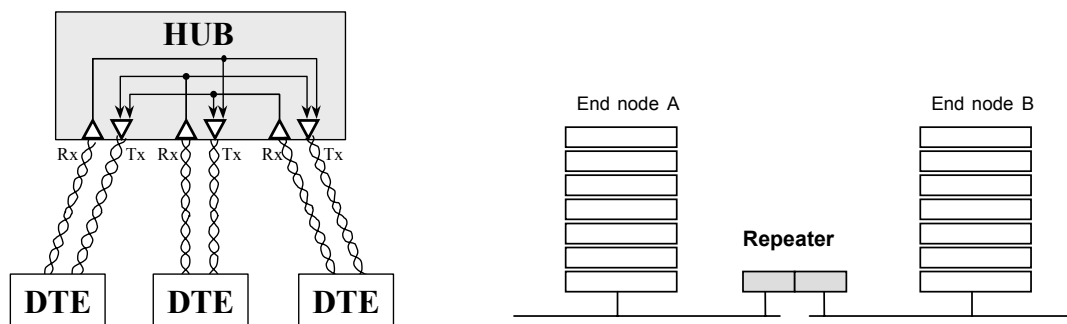 HUB
Rx Tx Rx Tx Rx Tx
DTE DTE DTE
End node A End node B
Repeater